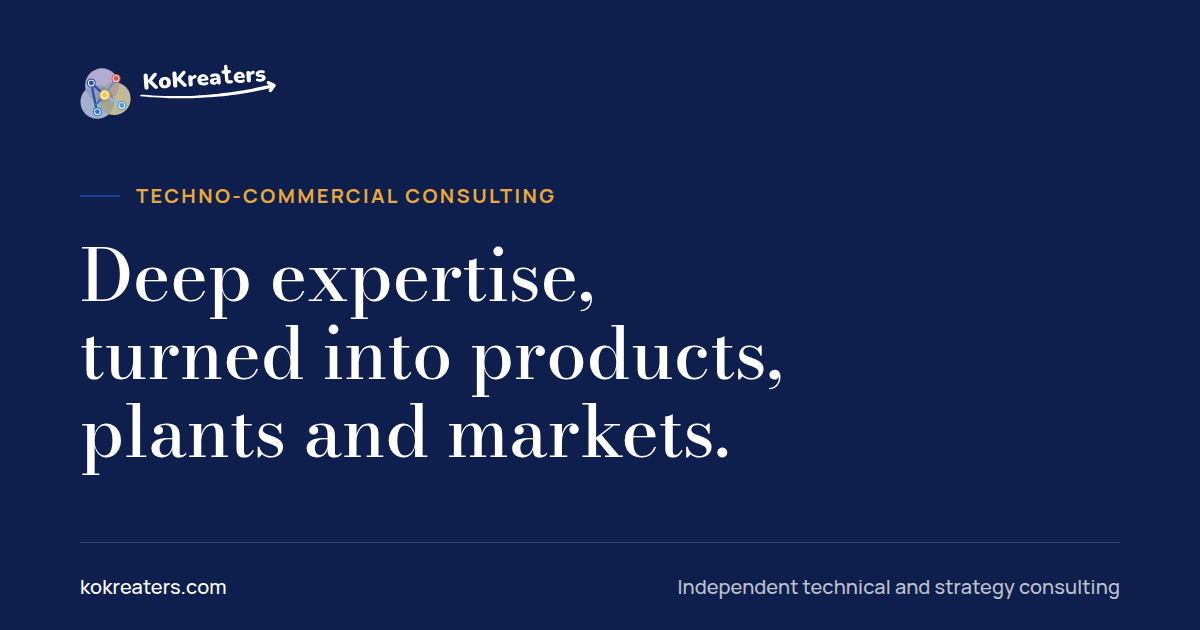 KoKreaters
TECHNO-COMMERCIAL CONSULTING
Deep expertise,
turned into products,
plants and markets.
kokreaters.com
Independent technical and strategy consulting